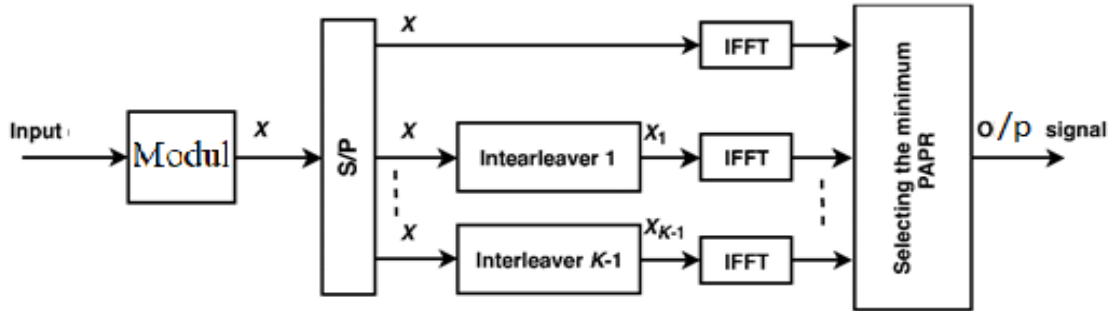 Input
Modul
X
S/P
X
IFFT
X
Intearleaver 1
X1
IFFT
X
Interleaver K-1
XK-1
IFFT
Selecting the minimum
PAPR
o/p signal